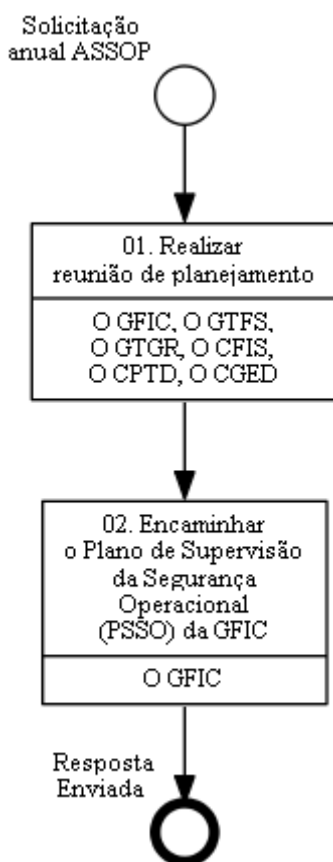 Solicitação
anual ASSOP
01. Realizar
reunião de planejamento
O GFIC, O GTFS,
O GTGR, O CFIS,
O CPTD, O CGED
02. Encaminhar
o Plano de Supervisão
da Segurança
Operacional
(PSSO) da GFIC
O GFIC
Resposta
Enviada